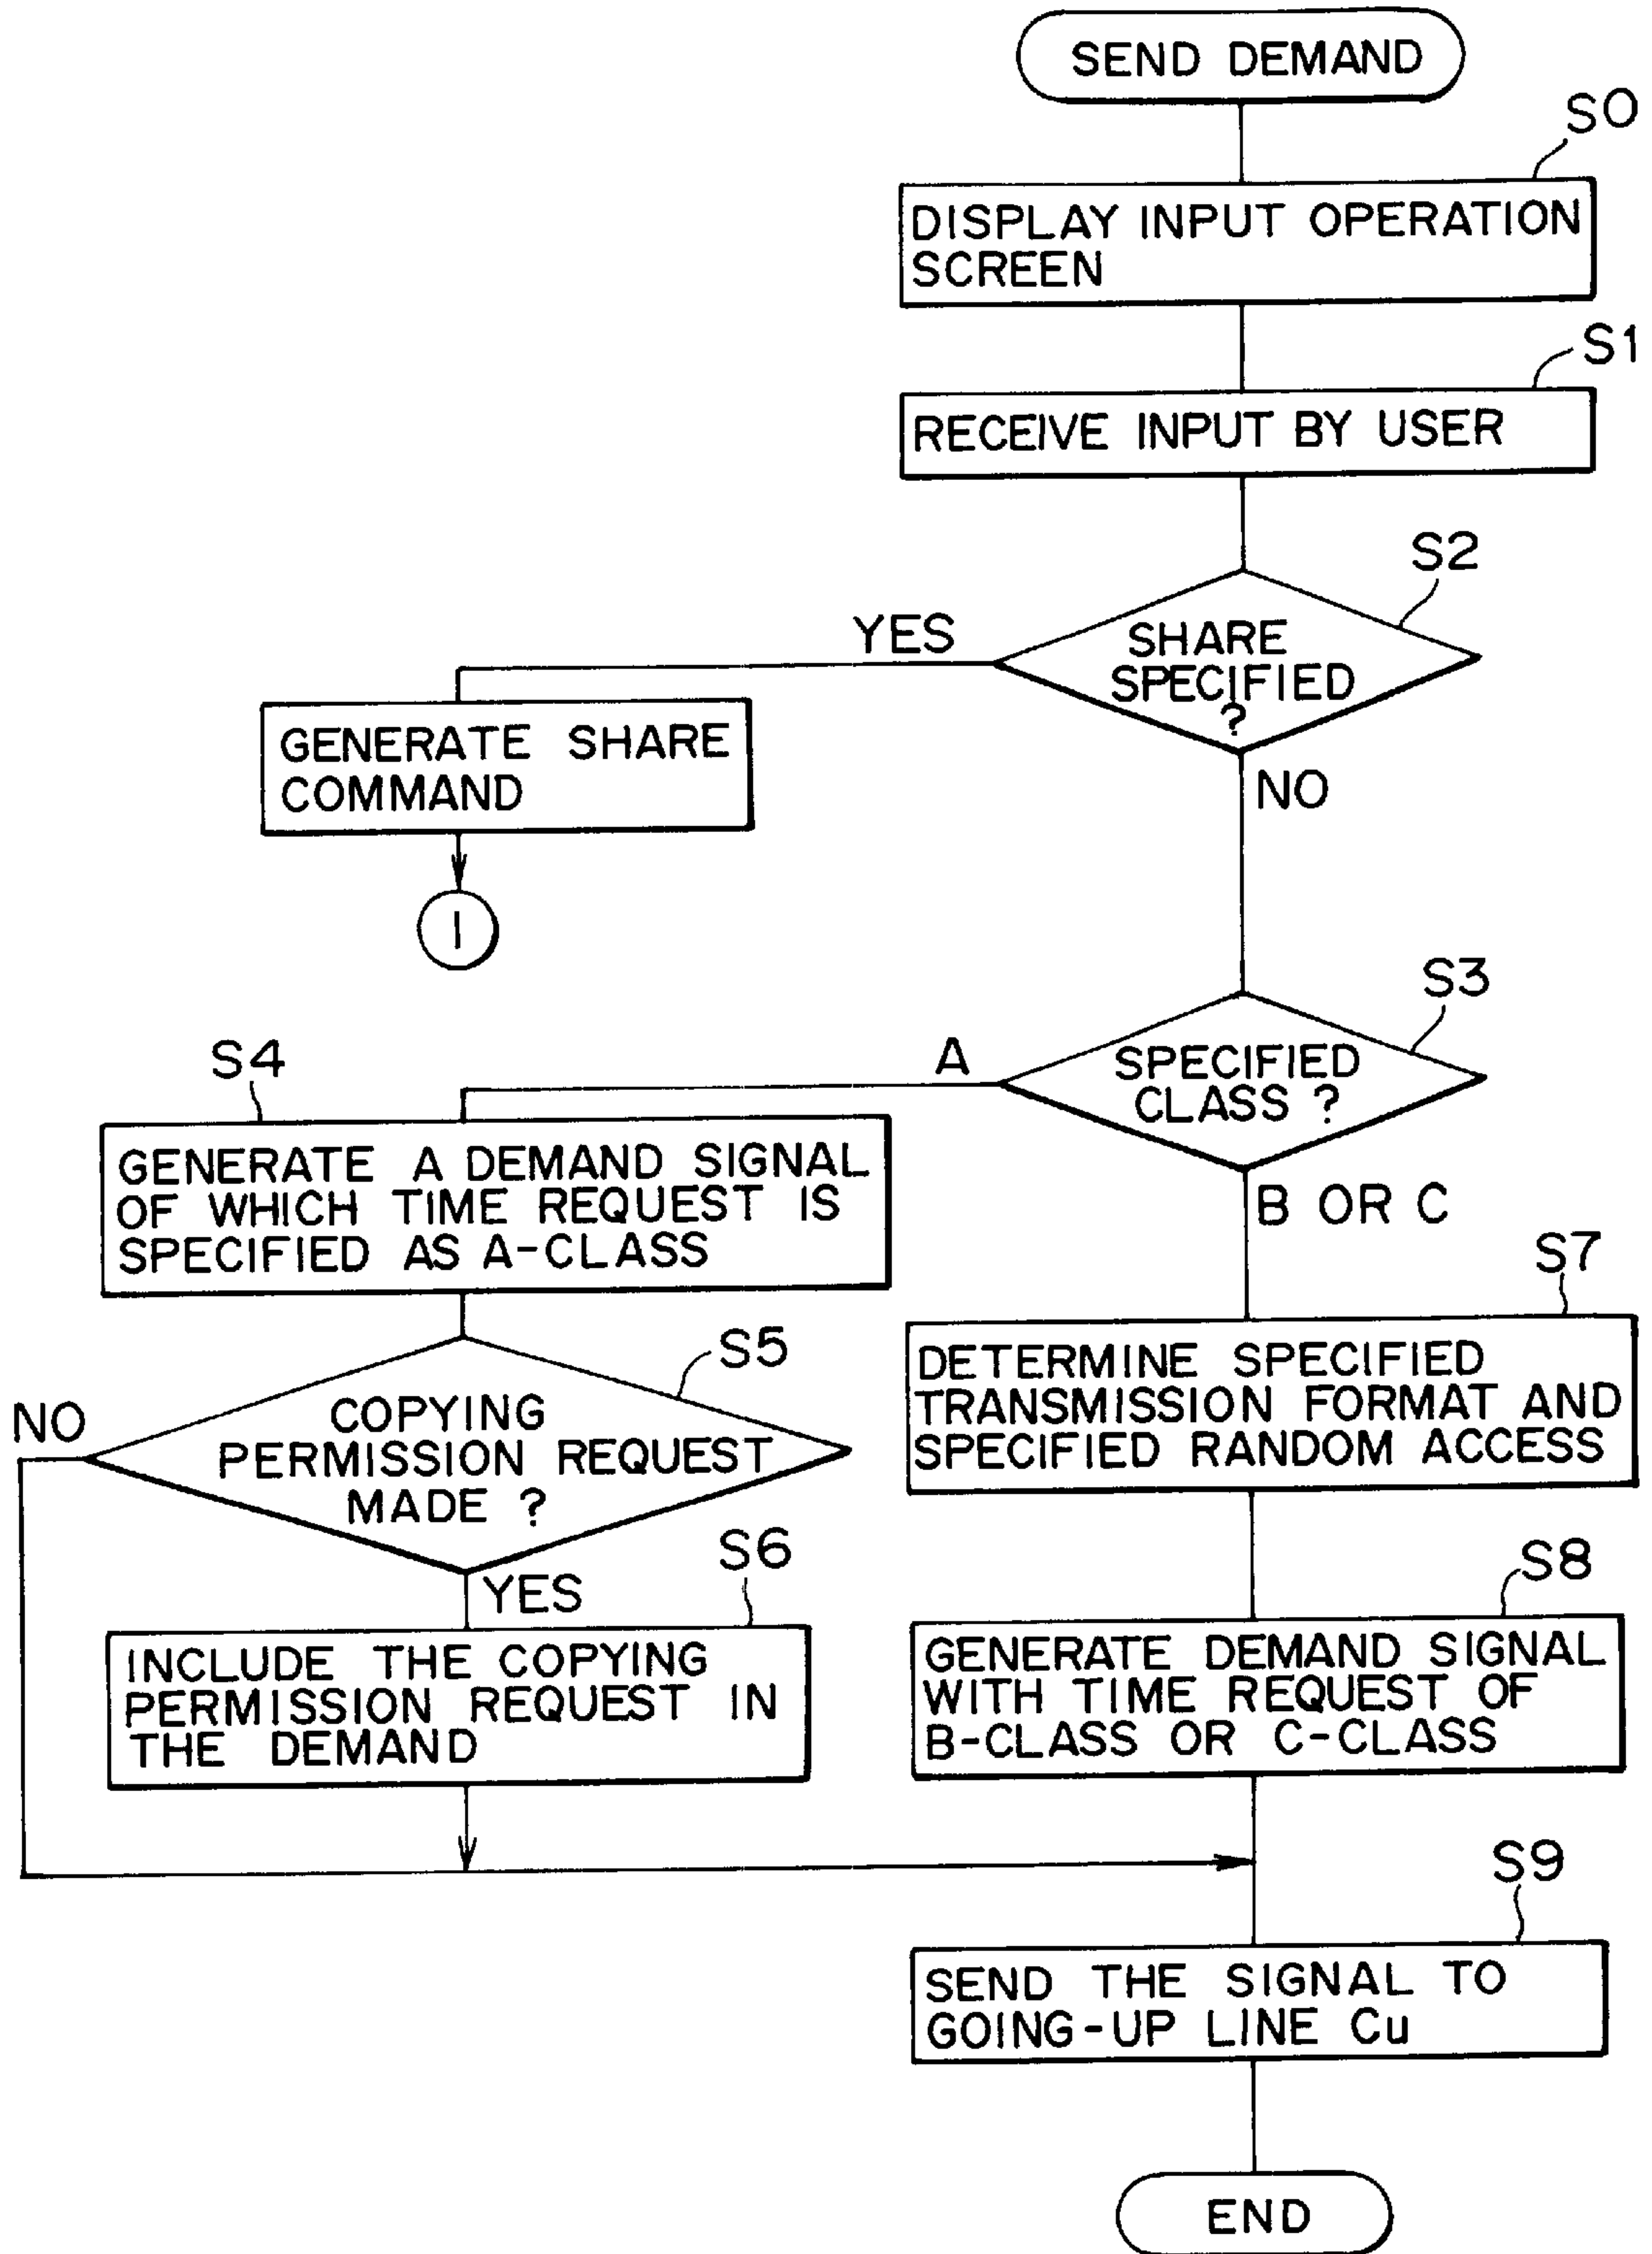 SEND DEMAND
S0
DISPLAY INPUT OPERATION
SCREEN
S1
RECEIVE INPUT BY USER
S2
SHARE
SPECIFIED
?
YES
NO
GENERATE SHARE
COMMAND
1
S3
SPECIFIED
CLASS ?
A
B OR C
S4
GENERATE A DEMAND SIGNAL
OF WHICH TIME REQUEST IS
SPECIFIED AS A-CLASS
S5
COPYING
PERMISSION REQUEST
MADE ?
NO
YES
S6
INCLUDE THE COPYING
PERMISSION REQUEST IN
THE DEMAND
S7
DETERMINE SPECIFIED
TRANSMISSION FORMAT AND
SPECIFIED RANDOM ACCESS
S8
GENERATE DEMAND SIGNAL
WITH TIME REQUEST OF
B-CLASS OR C-CLASS
S9
SEND THE SIGNAL TO
GOING-UP LINE Cu
END